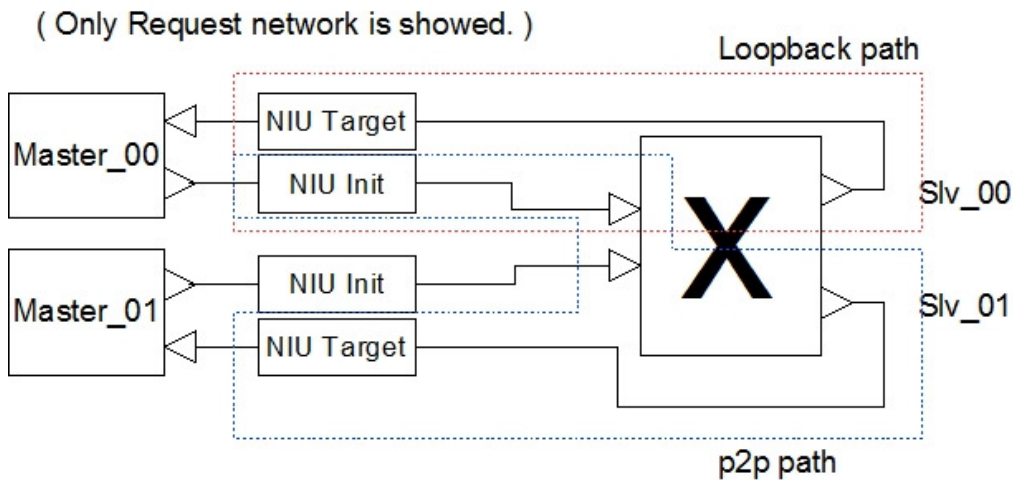 ( Only Request network is showed. )
Loopback path
NIU Target
Master_00
NIU Init
Slv_00
X
NIU Init
Master_01
Slv_01
NIU Target
p2p path